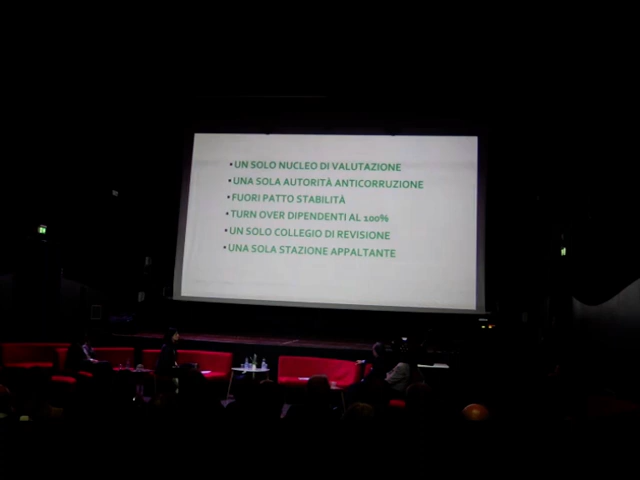 • UN SOLO NUCLEO DI VALUTAZIONE
• UNA SOLA AUTORITÀ ANTICORRUZIONE
• FUORI PATTO STABILITÀ
• TURN OVER DIPENDENTI AL 100%
• UN SOLO COLLEGIO DI REVISIONE
• UNA SOLA STAZIONE APPALTANTE